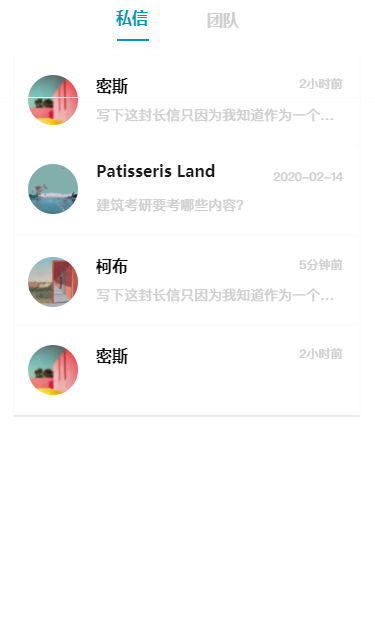 私信 团队
密斯 2小时前
写下这封长信只因为我知道作为一个...
Patisseris Land 2020-02-14
建筑考研要考哪些内容?
柯布 5分钟前
写下这封长信只因为我知道作为一个...
密斯 2小时前